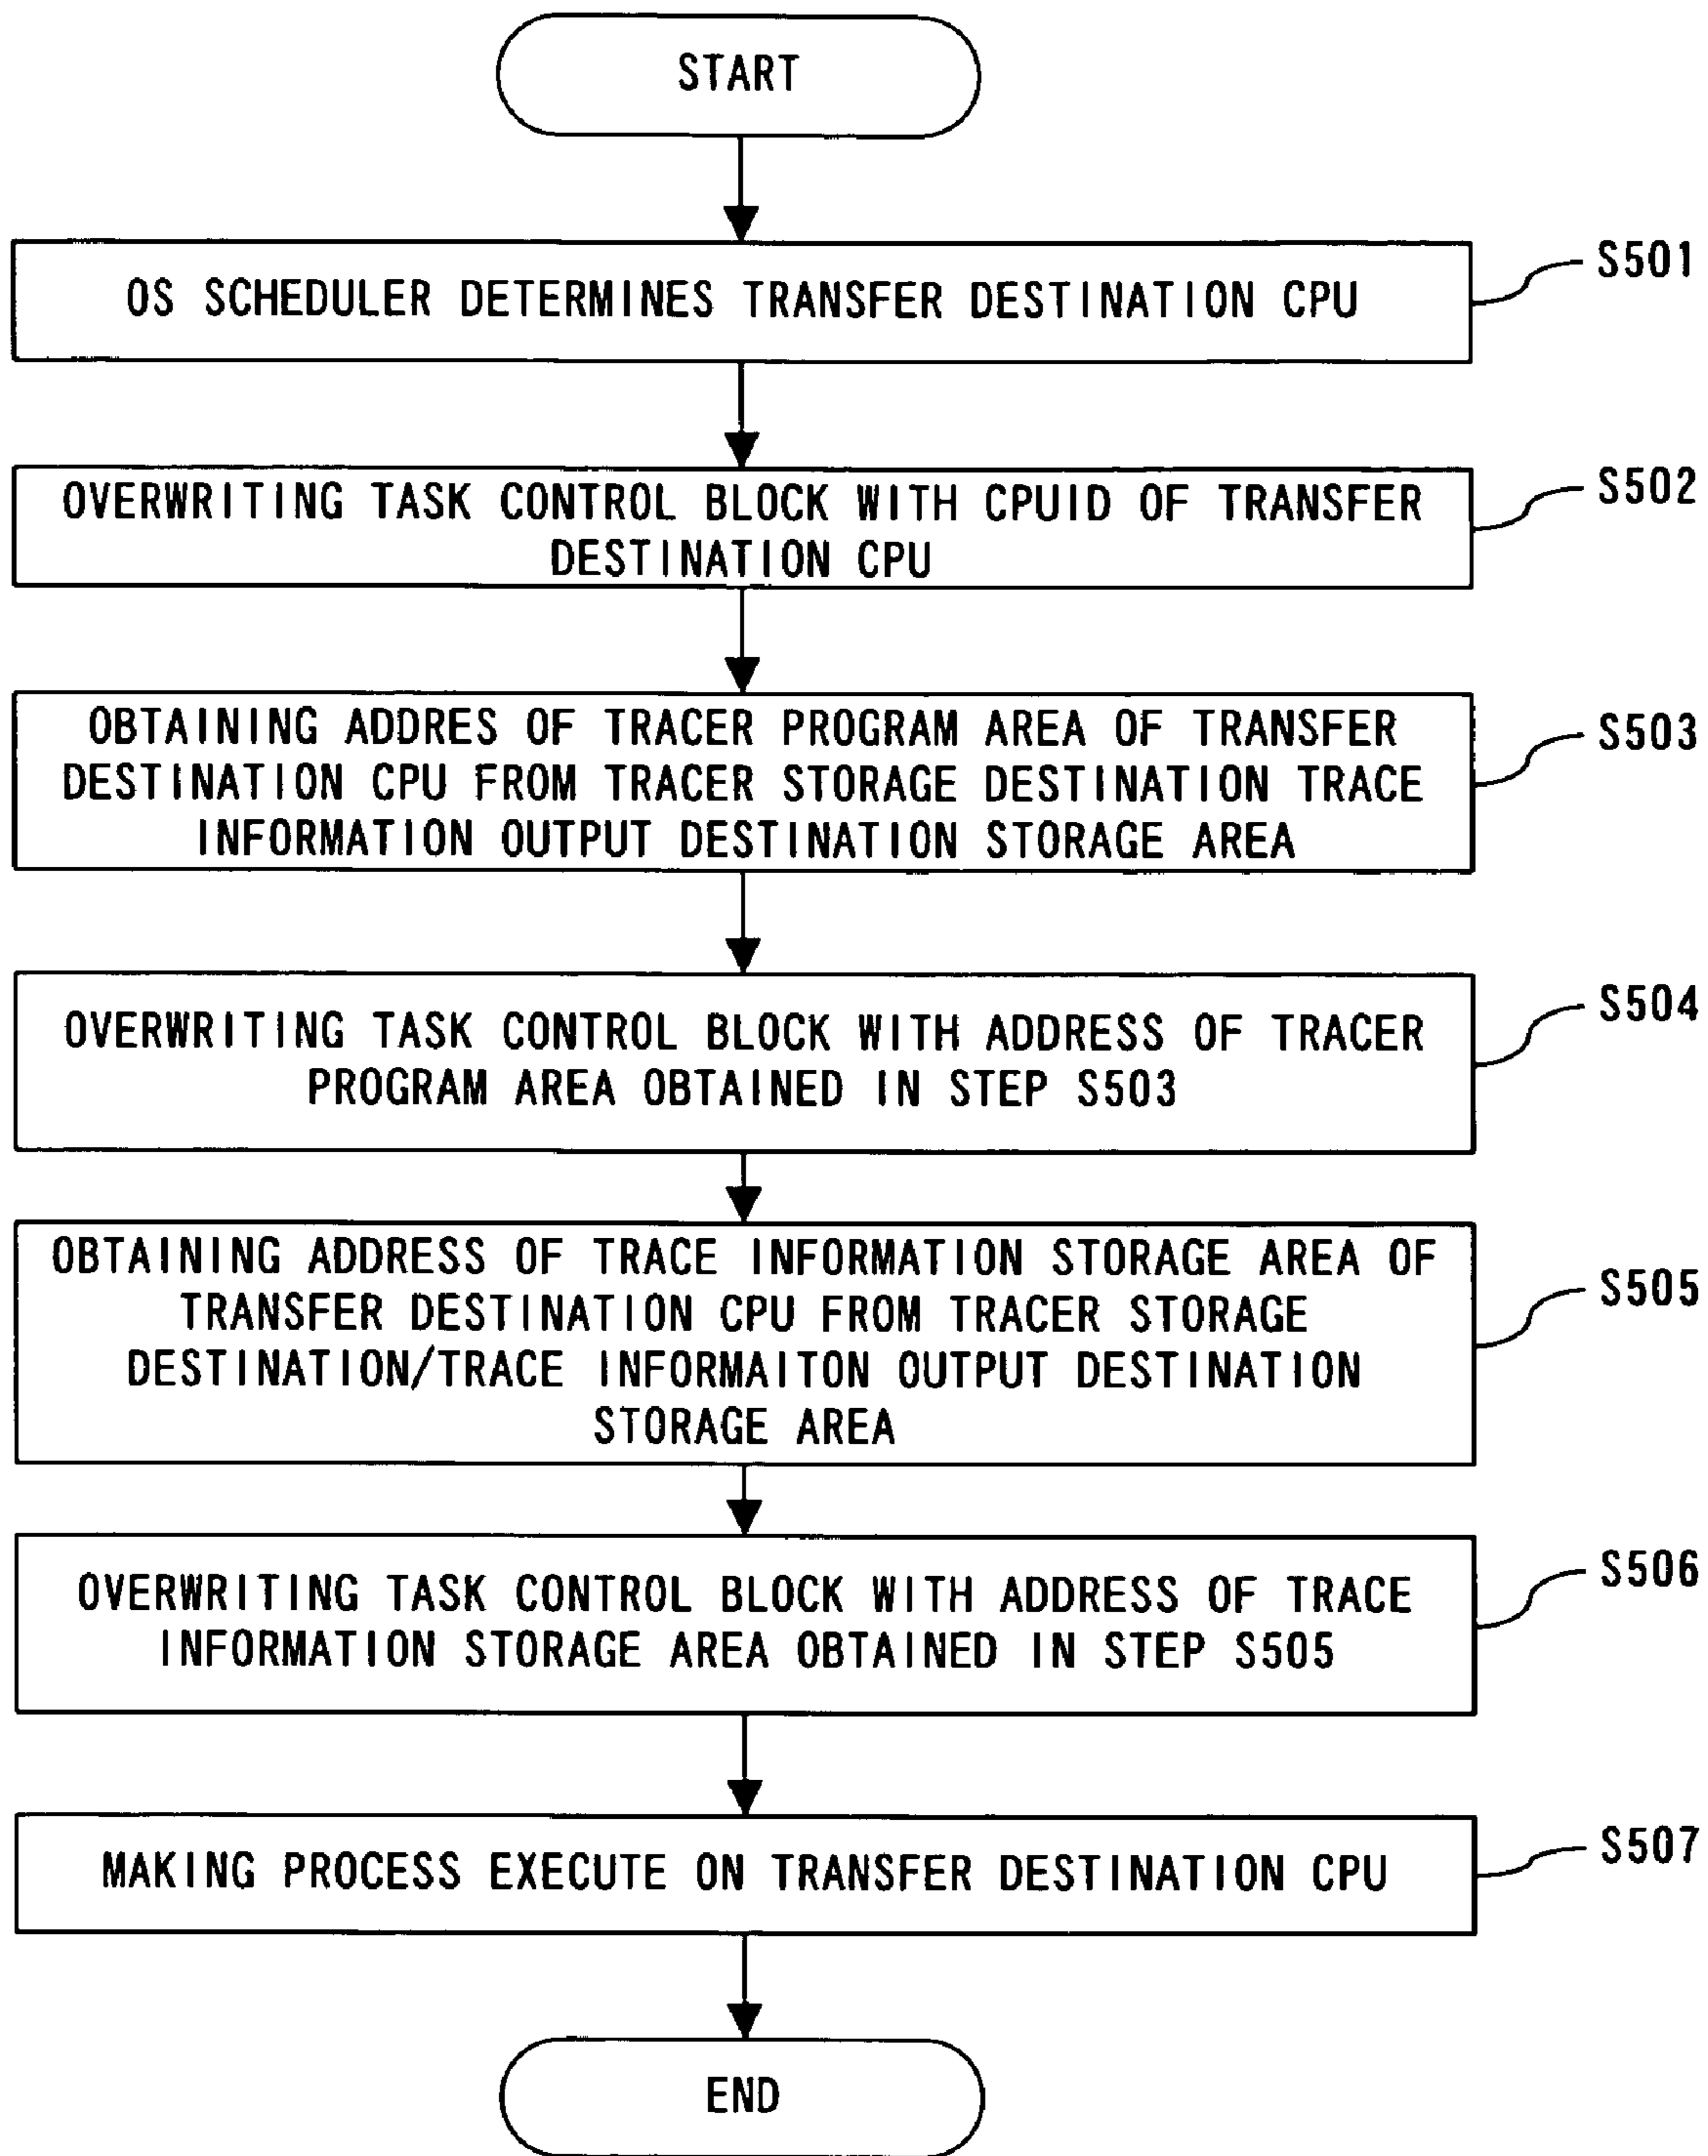 START
OS SCHEDULER DETERMINES TRANSFER DESTINATION CPU
S501
OVERWRITING TASK CONTROL BLOCK WITH CPUID OF TRANSFER
DESTINATION CPU
S502
OBTAINING ADDRES OF TRACER PROGRAM AREA OF TRANSFER
DESTINATION CPU FROM TRACER STORAGE DESTINATION TRACE
INFORMATION OUTPUT DESTINATION STORAGE AREA
S503
OVERWRITING TASK CONTROL BLOCK WITH ADDRESS OF TRACER
PROGRAM AREA OBTAINED IN STEP S503
S504
OBTAINING ADDRESS OF TRACE INFORMATION STORAGE AREA OF
TRANSFER DESTINATION CPU FROM TRACER STORAGE
DESTINATION/TRACE INFORMAITON OUTPUT DESTINATION
STORAGE AREA
S505
OVERWRITING TASK CONTROL BLOCK WITH ADDRESS OF TRACE
INFORMATION STORAGE AREA OBTAINED IN STEP S505
S506
MAKING PROCESS EXECUTE ON TRANSFER DESTINATION CPU
S507
END